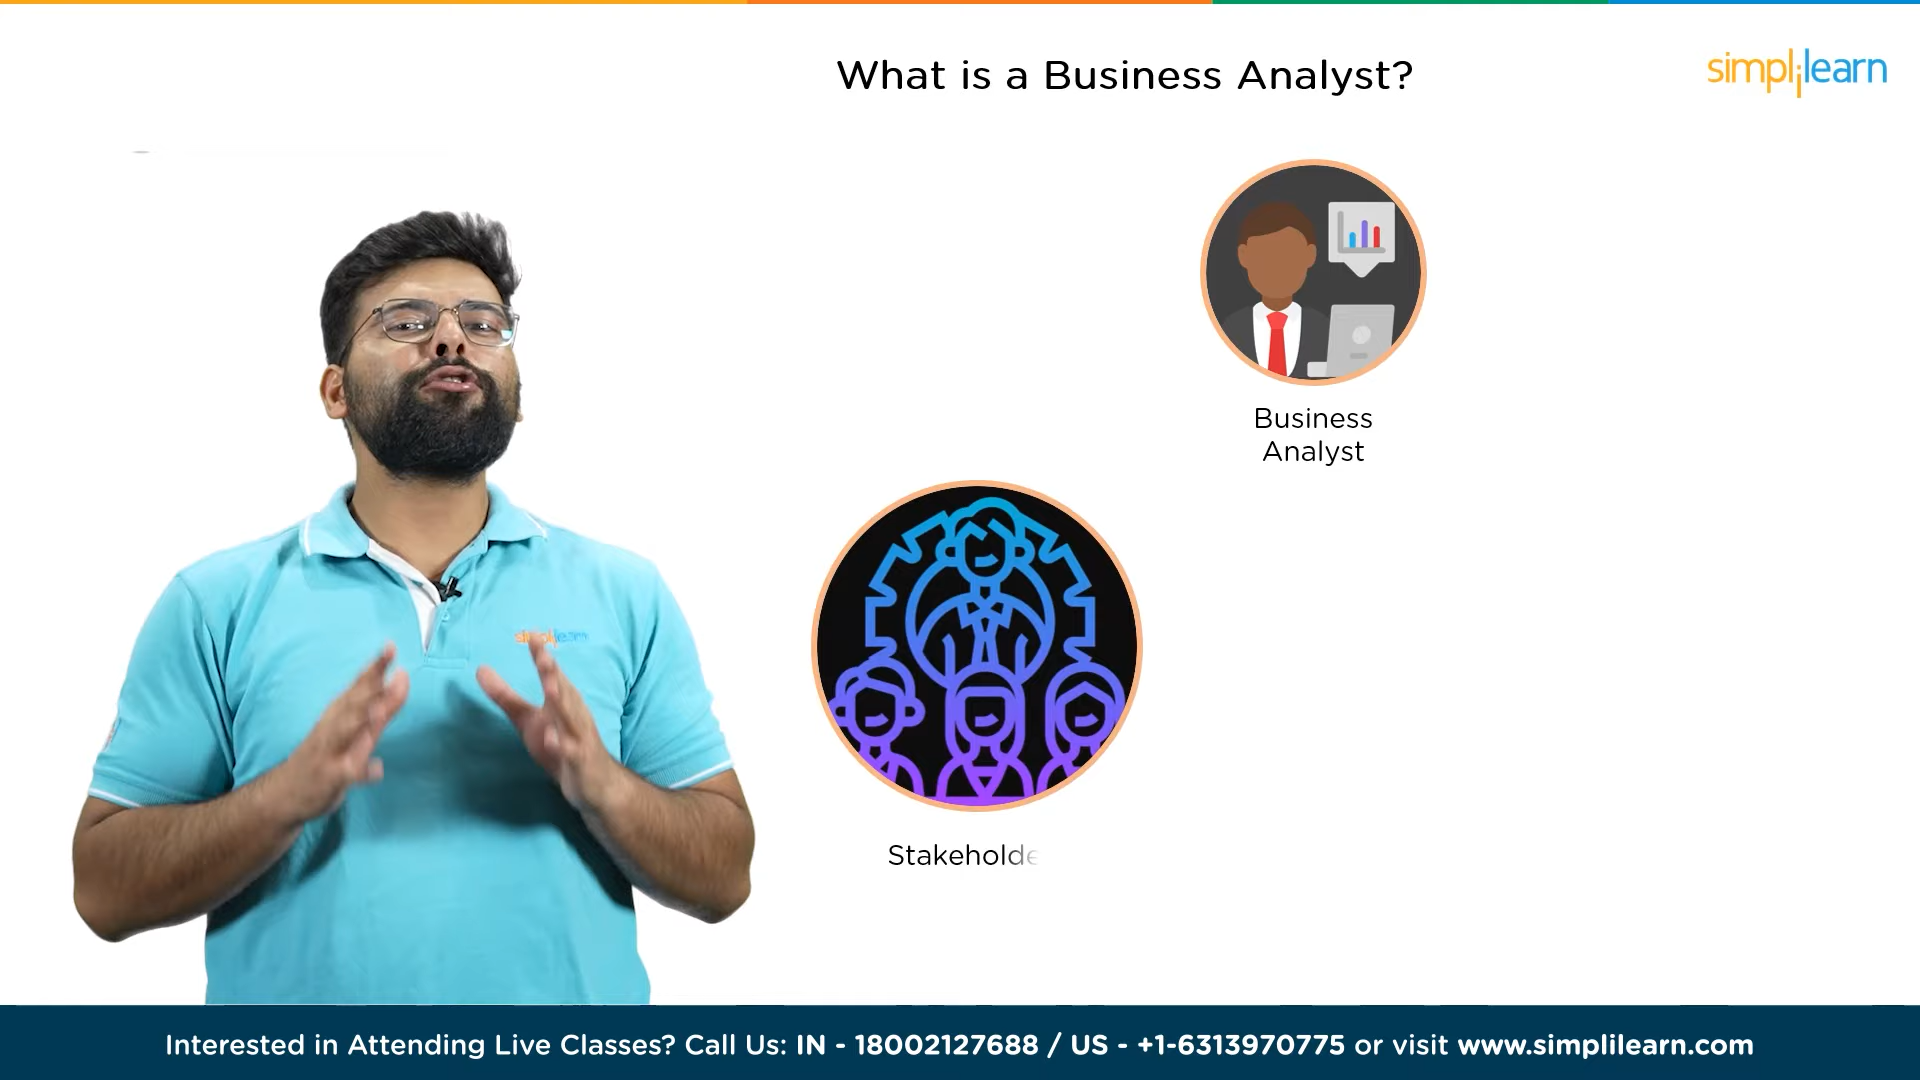 What is a Business Analyst?
simplilearn
Business
Analyst
simplilearn
Stakeholde
Interested in Attending Live Classes? Call Us: IN - 18002127688 / US - +1-6313970775 or visit www.simplilearn.com